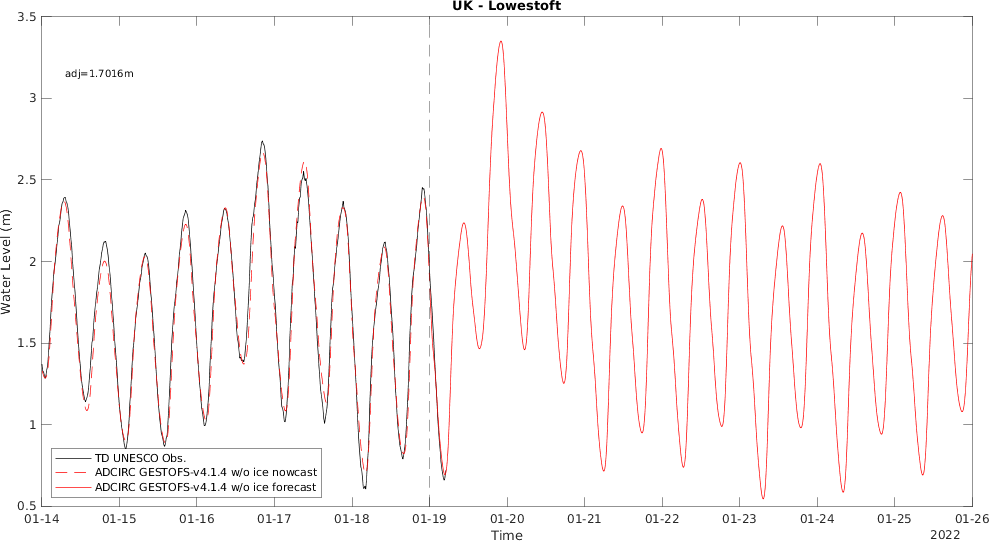 UK - Lowestoft
adj=1.7016m
3.5
3
2.5
2
1.5
1
0.5
Water Level (m)
TD UNESCO Obs.
ADCIRC GESTOFS-v4.1.4 w/o ice nowcast
ADCIRC GESTOFS-v4.1.4 w/o ice forecast
01-14 01-15 01-16 01-17 01-18 01-19 01-20 01-21 01-22 01-23 01-24 01-25 01-26
Time
2022